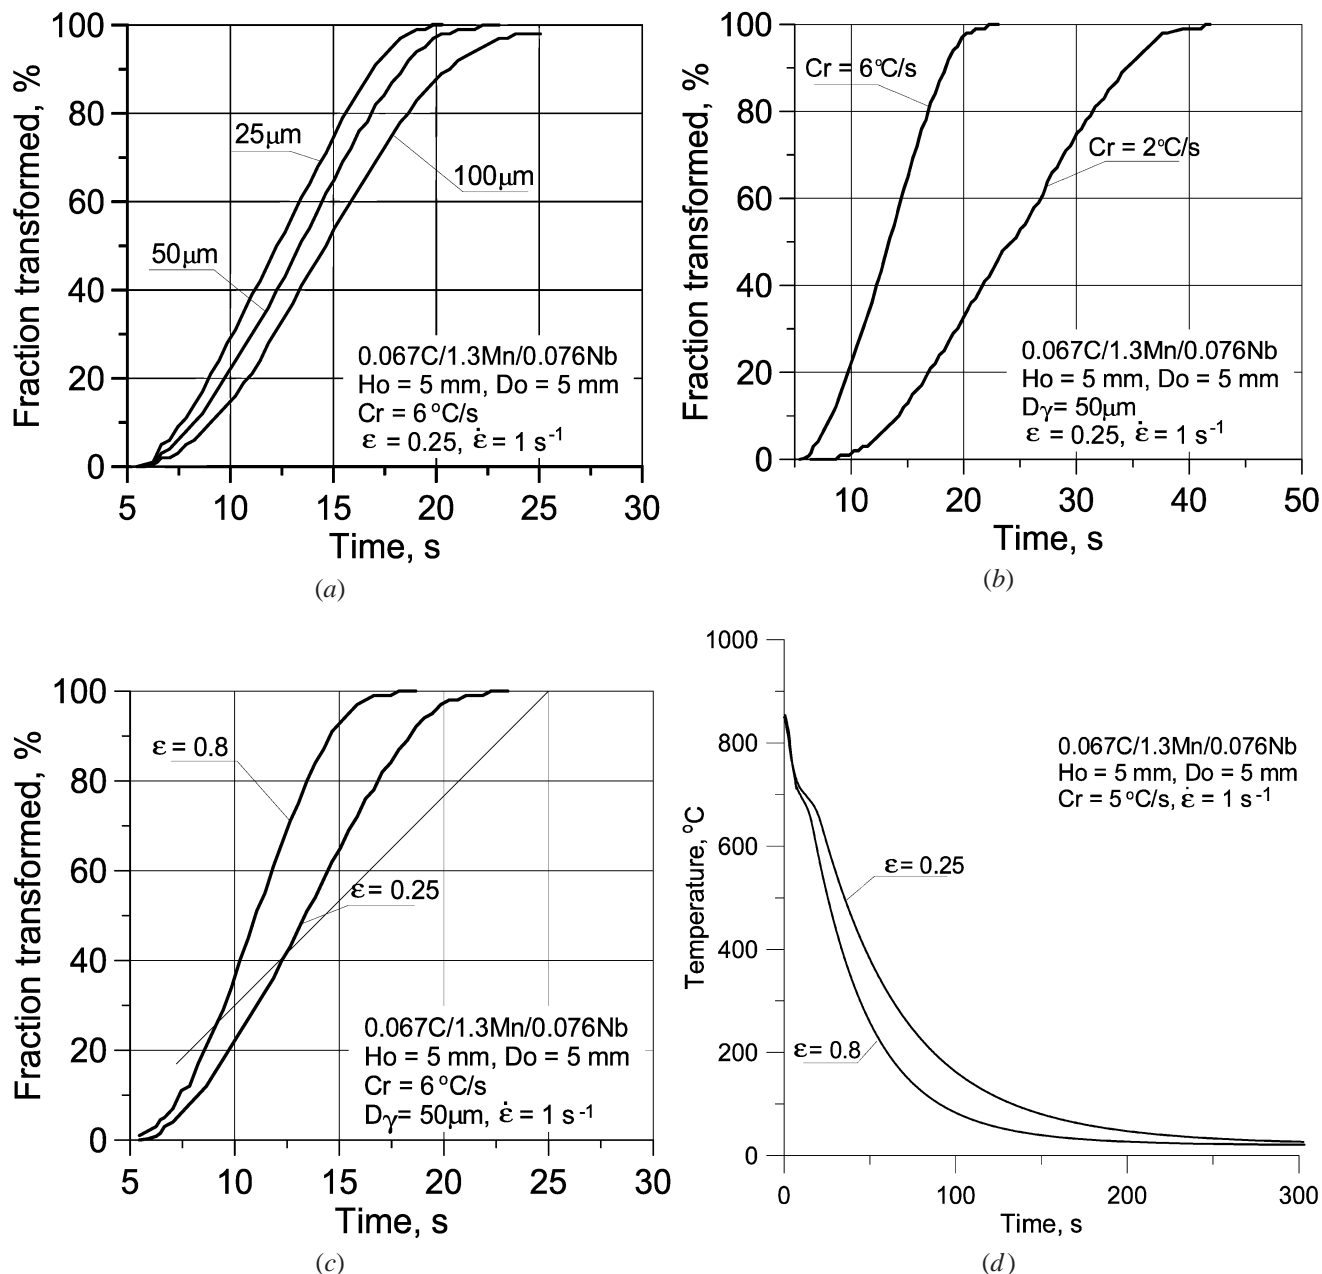 100
80
60
40
20
0
Fraction transformed, %
25μm
50μm
100μm
0.067C/1.3Mn/0.076Nb
Ho = 5 mm, Do = 5 mm
Cr = 6 °C/s
ε = 0.25, ε̇ = 1 s⁻¹
5 10 15 20 25 30
Time, s
(a)
100
80
60
40
20
0
Fraction transformed, %
Cr = 6°C/s
Cr = 2°C/s
0.067C/1.3Mn/0.076Nb
Ho = 5 mm, Do = 5 mm
Dγ = 50μm
ε = 0.25, ε̇ = 1 s⁻¹
10 20 30 40 50
Time, s
(b)
100
80
60
40
20
0
Fraction transformed, %
ε = 0.8
ε = 0.25
0.067C/1.3Mn/0.076Nb
Ho = 5 mm, Do = 5 mm
Cr = 6 °C/s
Dγ = 50μm, ε̇ = 1 s⁻¹
5 10 15 20 25 30
Time, s
(c)
1000
800
600
400
200
0
Temperature, °C
0.067C/1.3Mn/0.076Nb
Ho = 5 mm, Do = 5 mm
Cr = 5 °C/s, ε̇ = 1 s⁻¹
ε = 0.25
ε = 0.8
0 100 200 300
Time, s
(d)